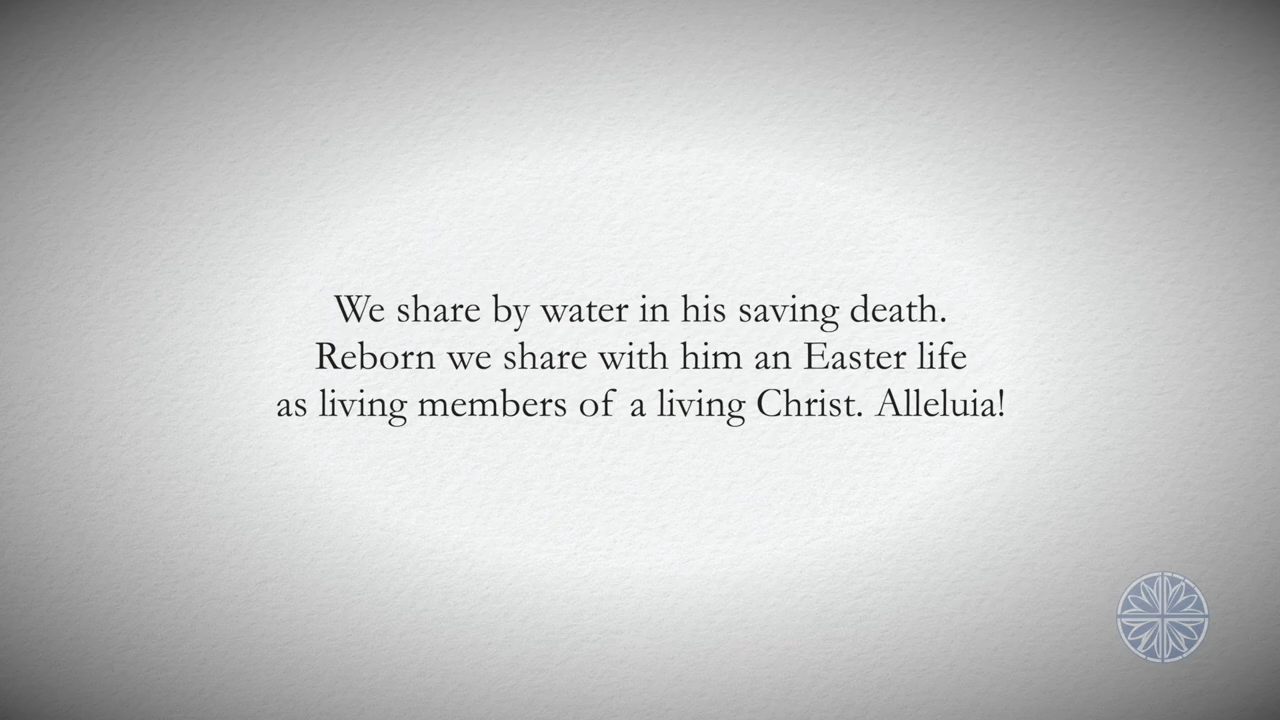 We share by water in his saving death.
Reborn we share with him an Easter life
as living members of a living Christ. Alleluia!